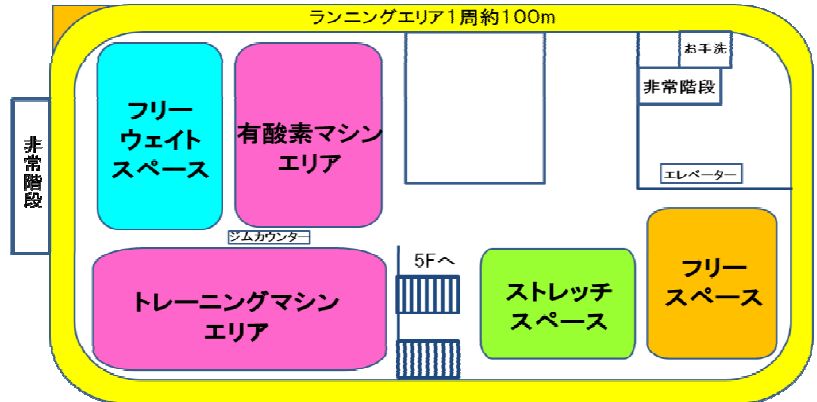 ランニングエリア1周約100m
お手洗
非常階段
フリー
ウェイト
スペース
有酸素マシン
エリア
非常階段
エレベーター
ジムカウンター
5Fへ
トレーニングマシン
エリア
ストレッチ
スペース
フリー
スペース